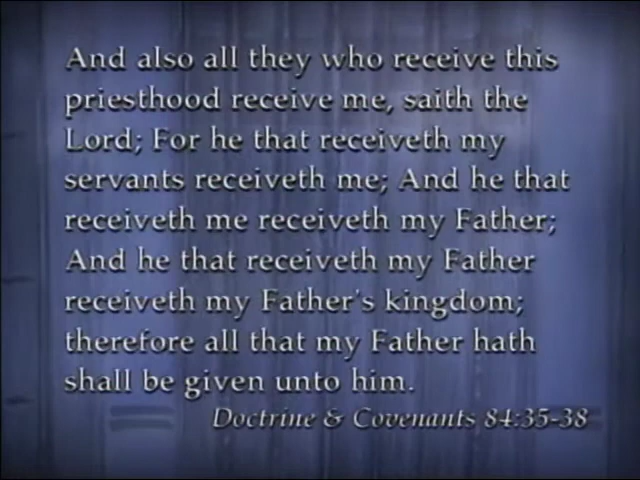 And also all they who receive this
priesthood receive me, saith the
Lord; For he that receiveth my
servants receiveth me; And he that
receiveth me receiveth my Father;
And he that receiveth my Father
receiveth my Father's kingdom;
therefore all that my Father hath
shall be given unto him.
Doctrine & Covenants 84:35-38